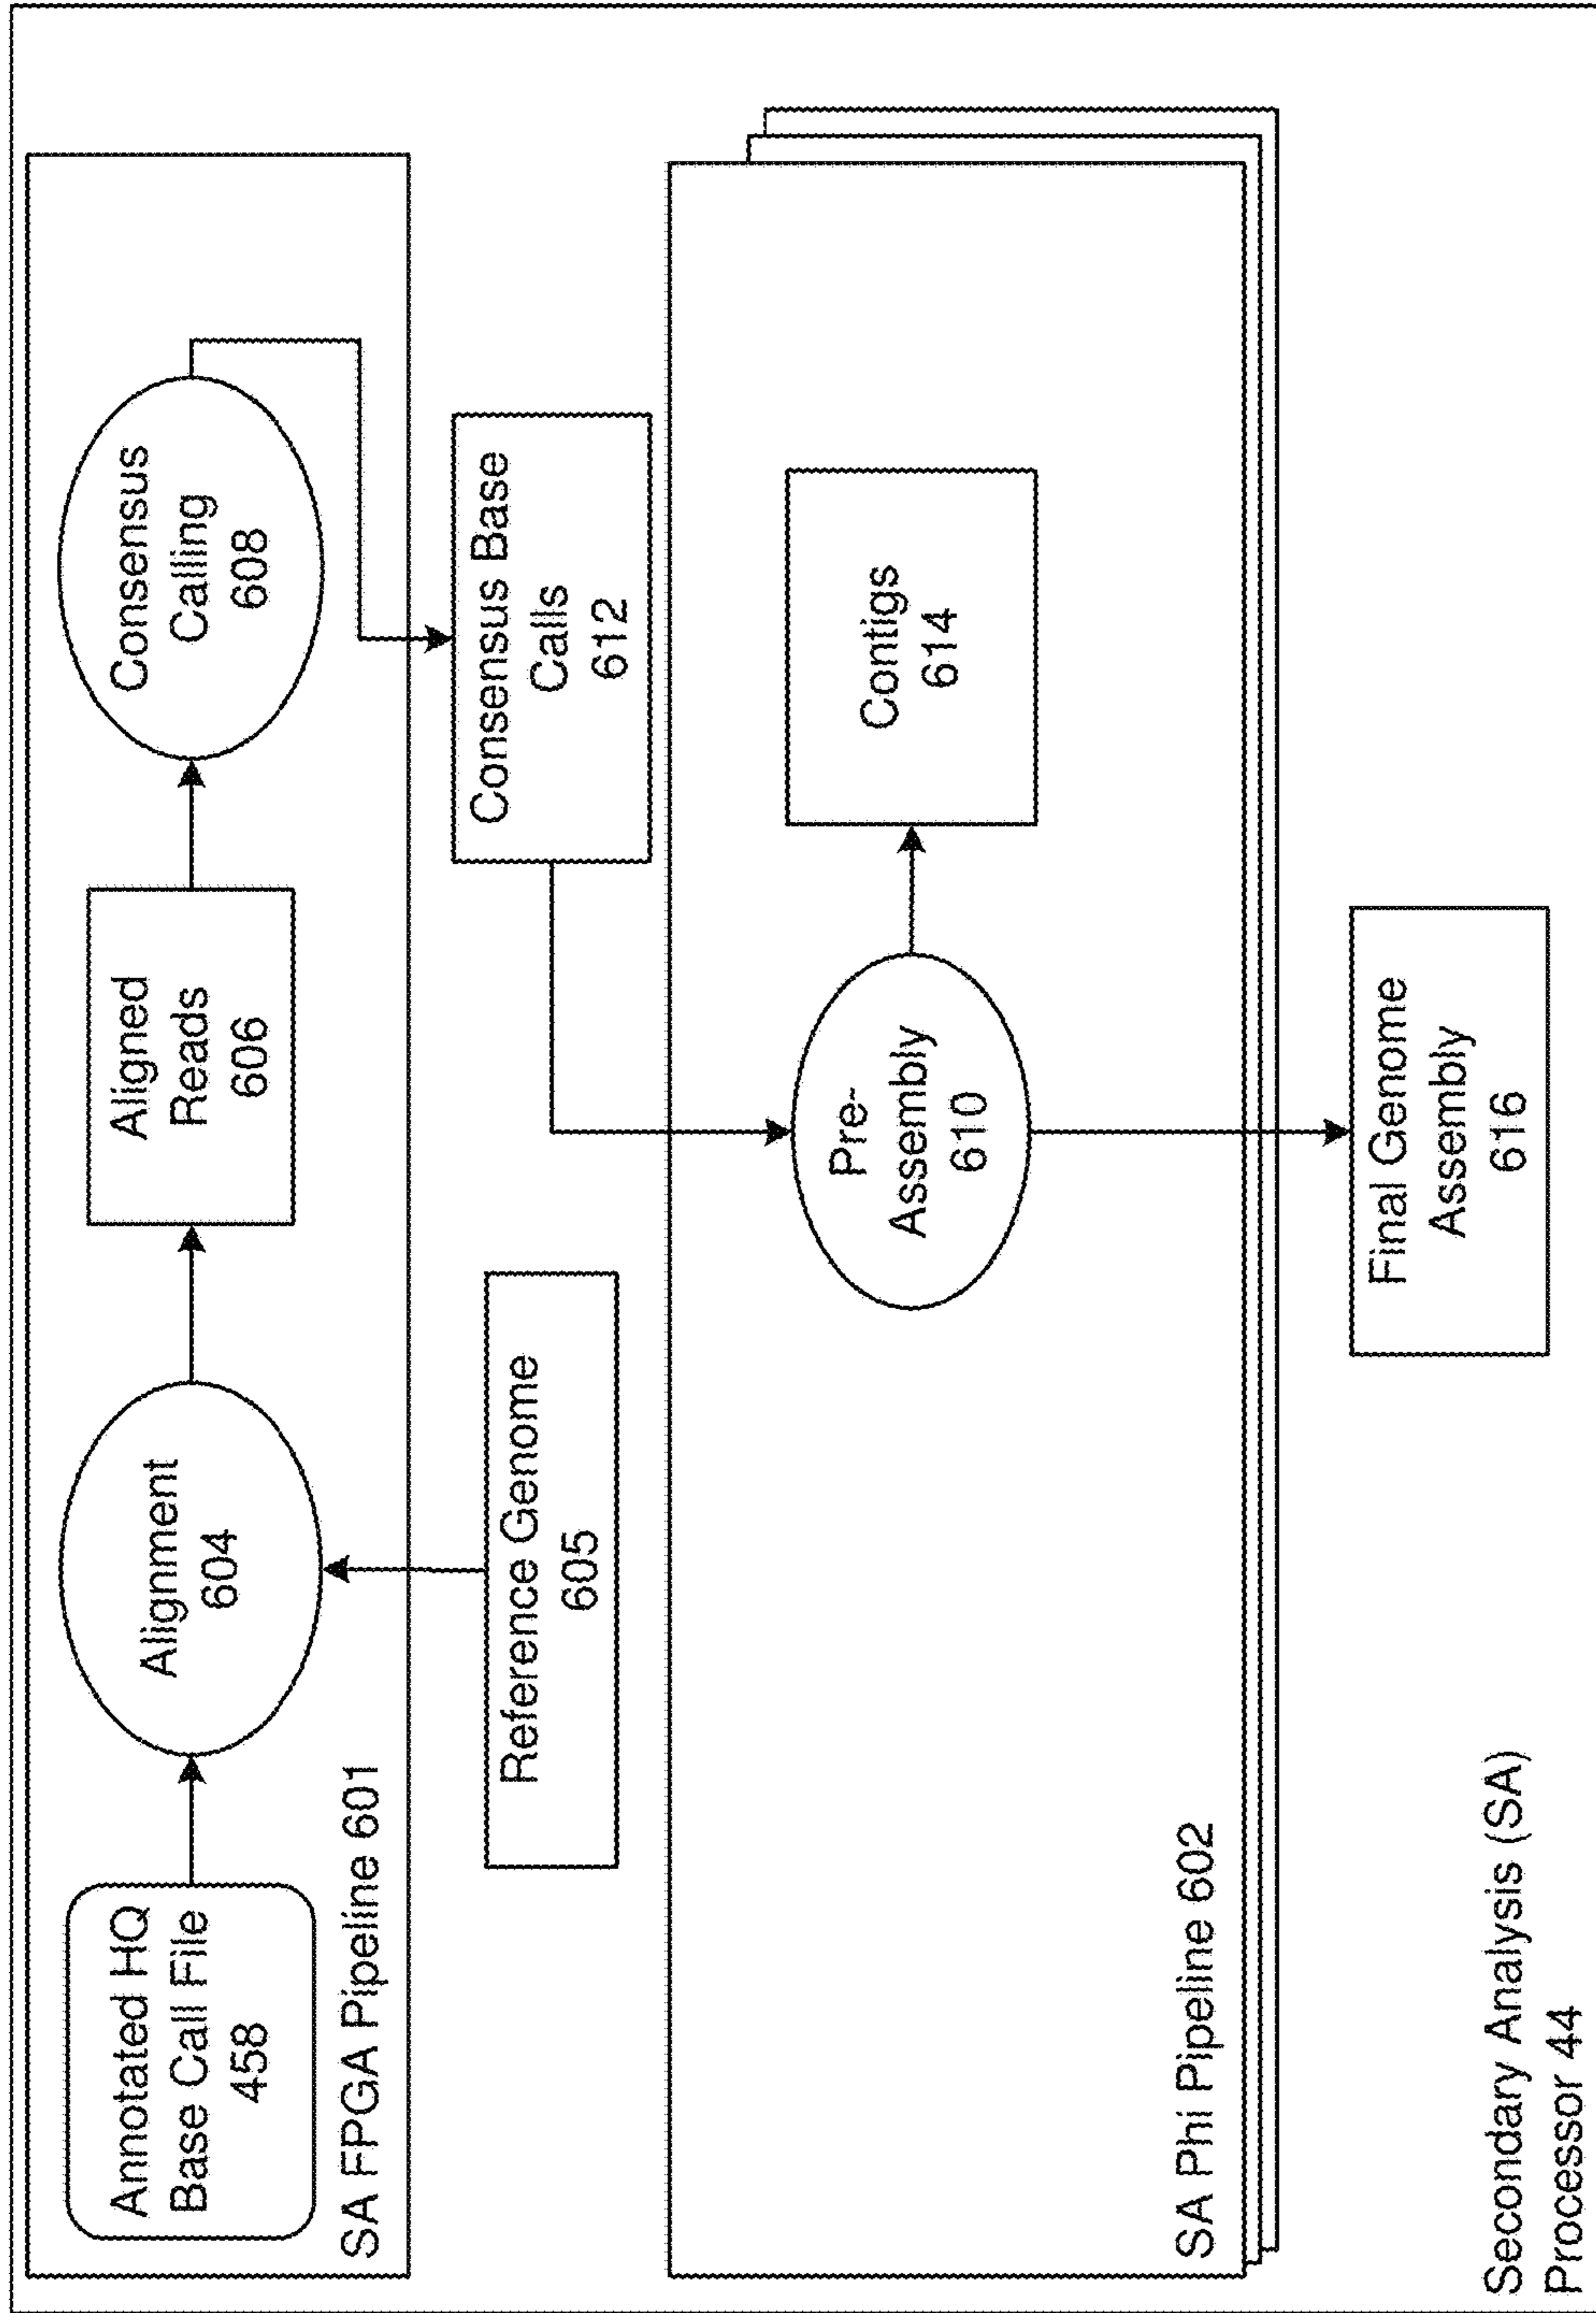 Annotated HQ
Base Call File
458
Alignment
604
Aligned
Reads
606
Consensus
Calling
608
SA FPGA Pipeline 601
Reference Genome
605
Consensus Base
Calls
612
Pre-
Assembly
610
Contigs
614
SA Phi Pipeline 602
Final Genome
Assembly
616
Secondary Analysis (SA)
Processor 44